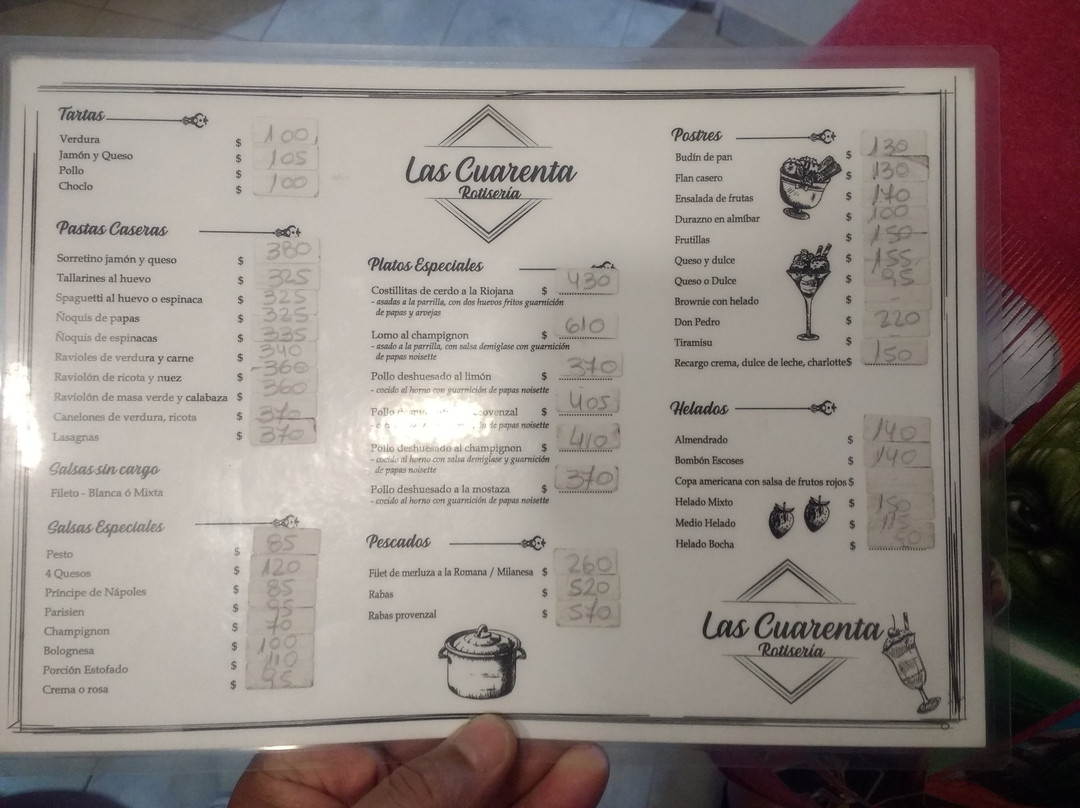 Tartas
Verdura $ 100
Jamón y Queso $ 105
Pollo $
Choclo $ 100
Pastas Caseras
Sorretino jamón y queso $ 380
Tallarines al huevo $ 325
Spaguetti al huevo o espinaca $ 325
Ñoquis de papas $ 325
Ñoquis de espinacas $ 335
Ravioles de verdura y carne $ 340
Raviolón de ricota y nuez $ 360
Raviolón de masa verde y calabaza $ 360
Canelones de verdura, ricota $ 370
Lasagnas $ 370
Salsas sin cargo
Fileto - Blanca ó Mixta
Salsas Especiales
Pesto $ 85
4 Quesos $ 120
Príncipe de Nápoles $ 85
Parisien $ 95
Champignon $ 70
Bolognesa $ 100
Porción Estofado $
Crema o rosa $
Las Cuarenta
Rotisería
Platos Especiales
Costillitas de cerdo a la Riojana $ 430
- asadas a la parrilla, con dos huevos fritos guarnición
de papas y arvejas
Lomo al champignon $ 610
- asado a la parrilla, con salsa demiglase con guarnición
de papas noisette
Pollo deshuesado al limón $ 370
- cocido al horno con guarnición de papas noisette
Pollo $ 405
de papas noisette
Pollo deshuesado al champignon $ 410
- cocido al horno con salsa demiglase y guarnición
de papas noisette
Pollo deshuesado a la mostaza $ 370
- cocido al horno con guarnición de papas noisette
Pescados
Filet de merluza a la Romana / Milanesa $ 260
Rabas $ 520
Rabas provenzal $ 570
Postres
Budín de pan $ 130
Flan casero $ 130
Ensalada de frutas $ 170
Durazno en almíbar $ 100
Frutillas $ 150
Queso y dulce $ 155
Queso o Dulce $ 95
Brownie con helado $ -
Don Pedro $ 220
Tiramisu $
Recargo crema, dulce de leche, charlotte$ 150
Helados
Almendrado $ 140
Bombón Escoses $ 140
Copa americana con salsa de frutos rojos $
Helado Mixto $ 150
Medio Helado $ 115
Helado Bocha $
Las Cuarenta
Rotisería